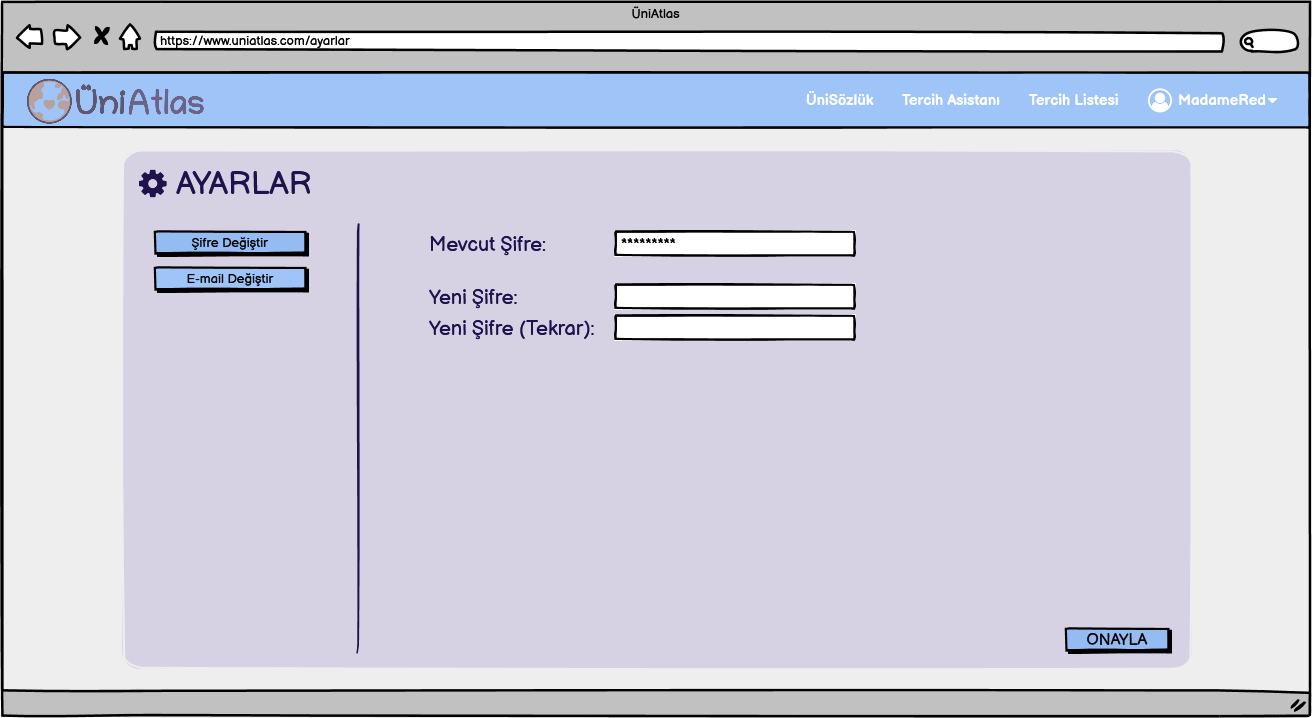 ÜniAtlas
https://www.uniatlas.com/ayarlar
ÜniAtlas
ÜniSözlük Tercih Asistanı Tercih Listesi MadameRed
AYARLAR
Şifre Değiştir
E-mail Değiştir
Mevcut Şifre: *********
Yeni Şifre:
Yeni Şifre (Tekrar):
ONAYLA